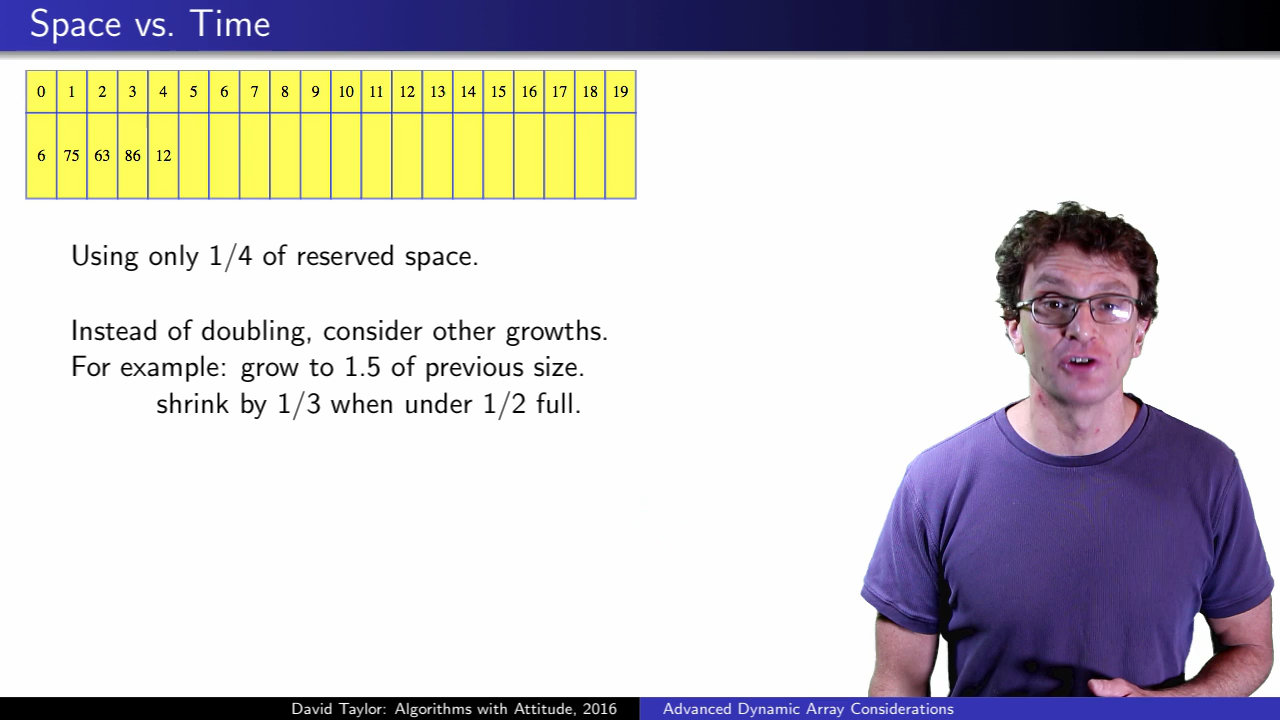 Space vs. Time
0 1 2 3 4 5 6 7 8 9 10 11 12 13 14 15 16 17 18 19
6 75 63 86 12
Using only 1/4 of reserved space.
Instead of doubling, consider other growths.
For example: grow to 1.5 of previous size.
shrink by 1/3 when under 1/2 full.
David Taylor: Algorithms with Attitude, 2016
Advanced Dynamic Array Considerations